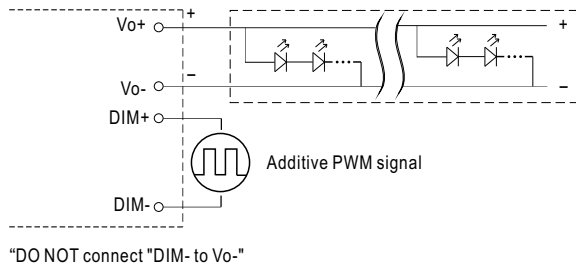 Vo+
+
+
Vo-
−
−
DIM+
Additive PWM signal
DIM-
“DO NOT connect "DIM- to Vo-"